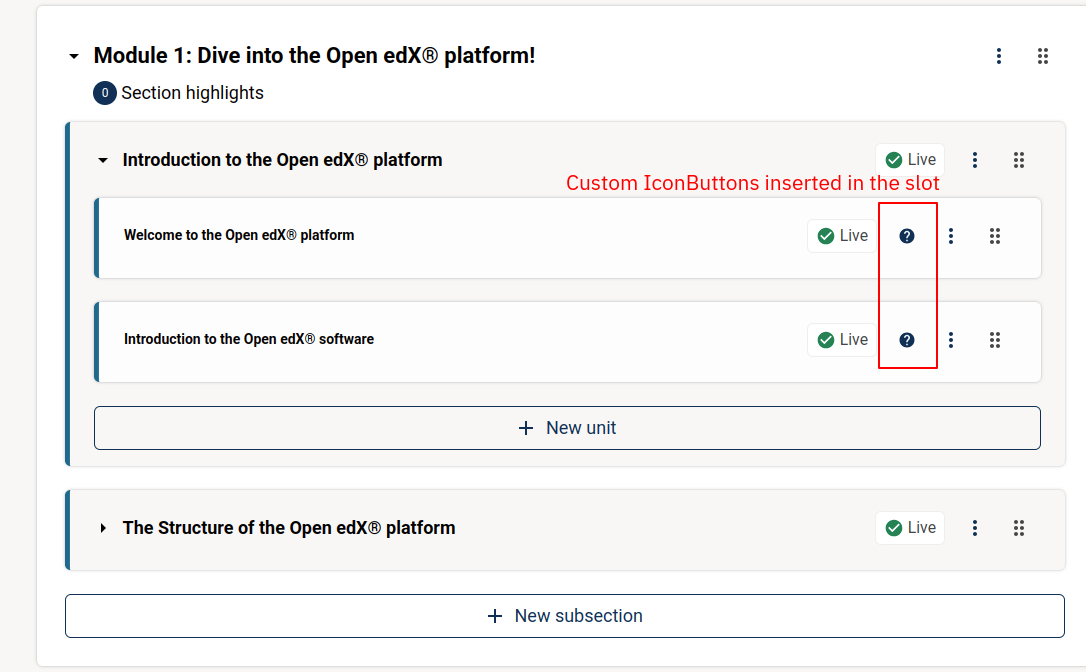 Module 1: Dive into the Open edX® platform!
0 Section highlights
Introduction to the Open edX® platform Live
Custom IconButtons inserted in the slot
Welcome to the Open edX® platform Live ?
Introduction to the Open edX® software Live ?
+ New unit
The Structure of the Open edX® platform Live
+ New subsection